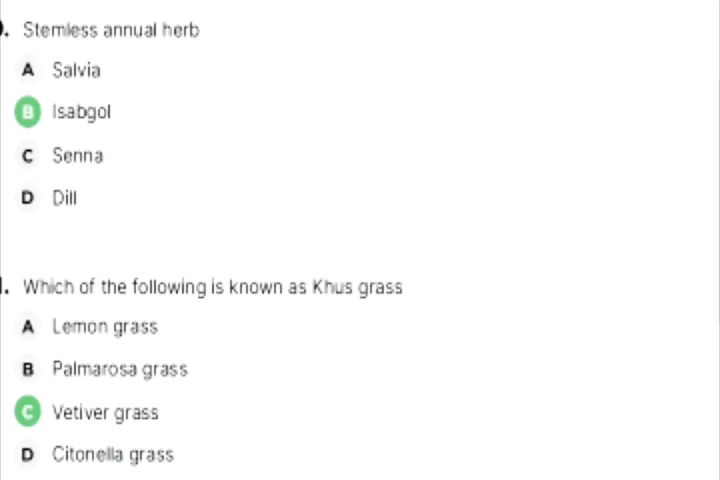 . Stemless annual herb
A Salvia
B Isabgol
C Senna
D Dill
. Which of the following is known as Khus grass
A Lemon grass
B Palmarosa grass
C Vetiver grass
D Citonella grass